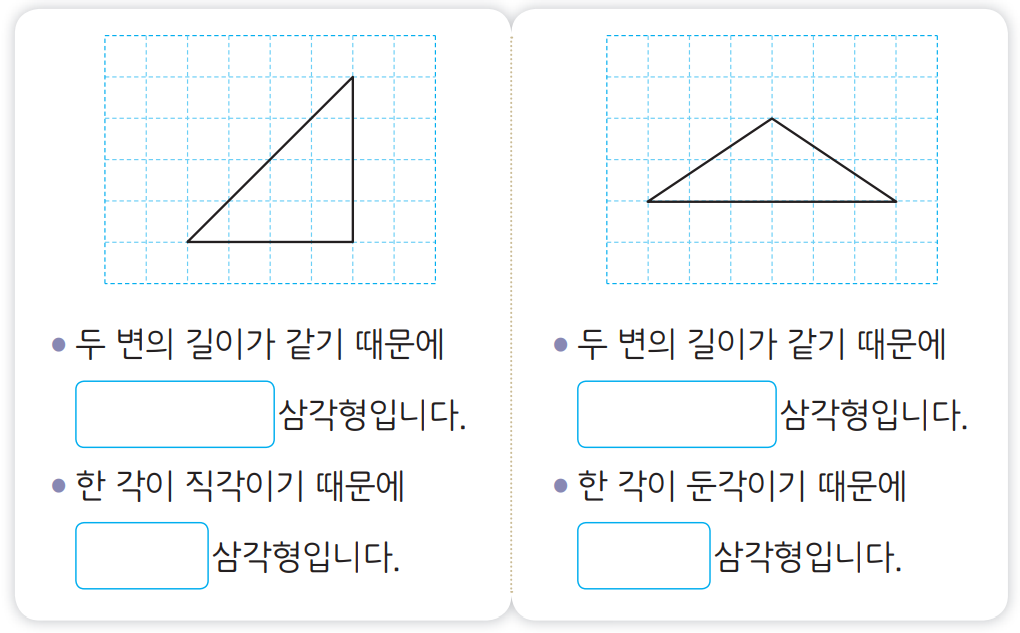 ● 두 변의 길이가 같기 때문에
삼각형입니다.
● 한 각이 직각이기 때문에
삼각형입니다.
● 두 변의 길이가 같기 때문에
삼각형입니다.
● 한 각이 둔각이기 때문에
삼각형입니다.